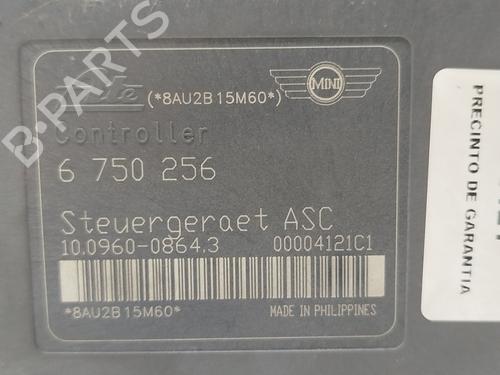 Ate (*8AU2B15M60*) MINI
Controller
6 750 256
Steuergeraet ASC
10.0960-0864.3 00004121C1
*8AU2B15M60* MADE IN PHILIPPINES
PRECINTO DE GARANTIA
B-PARTS